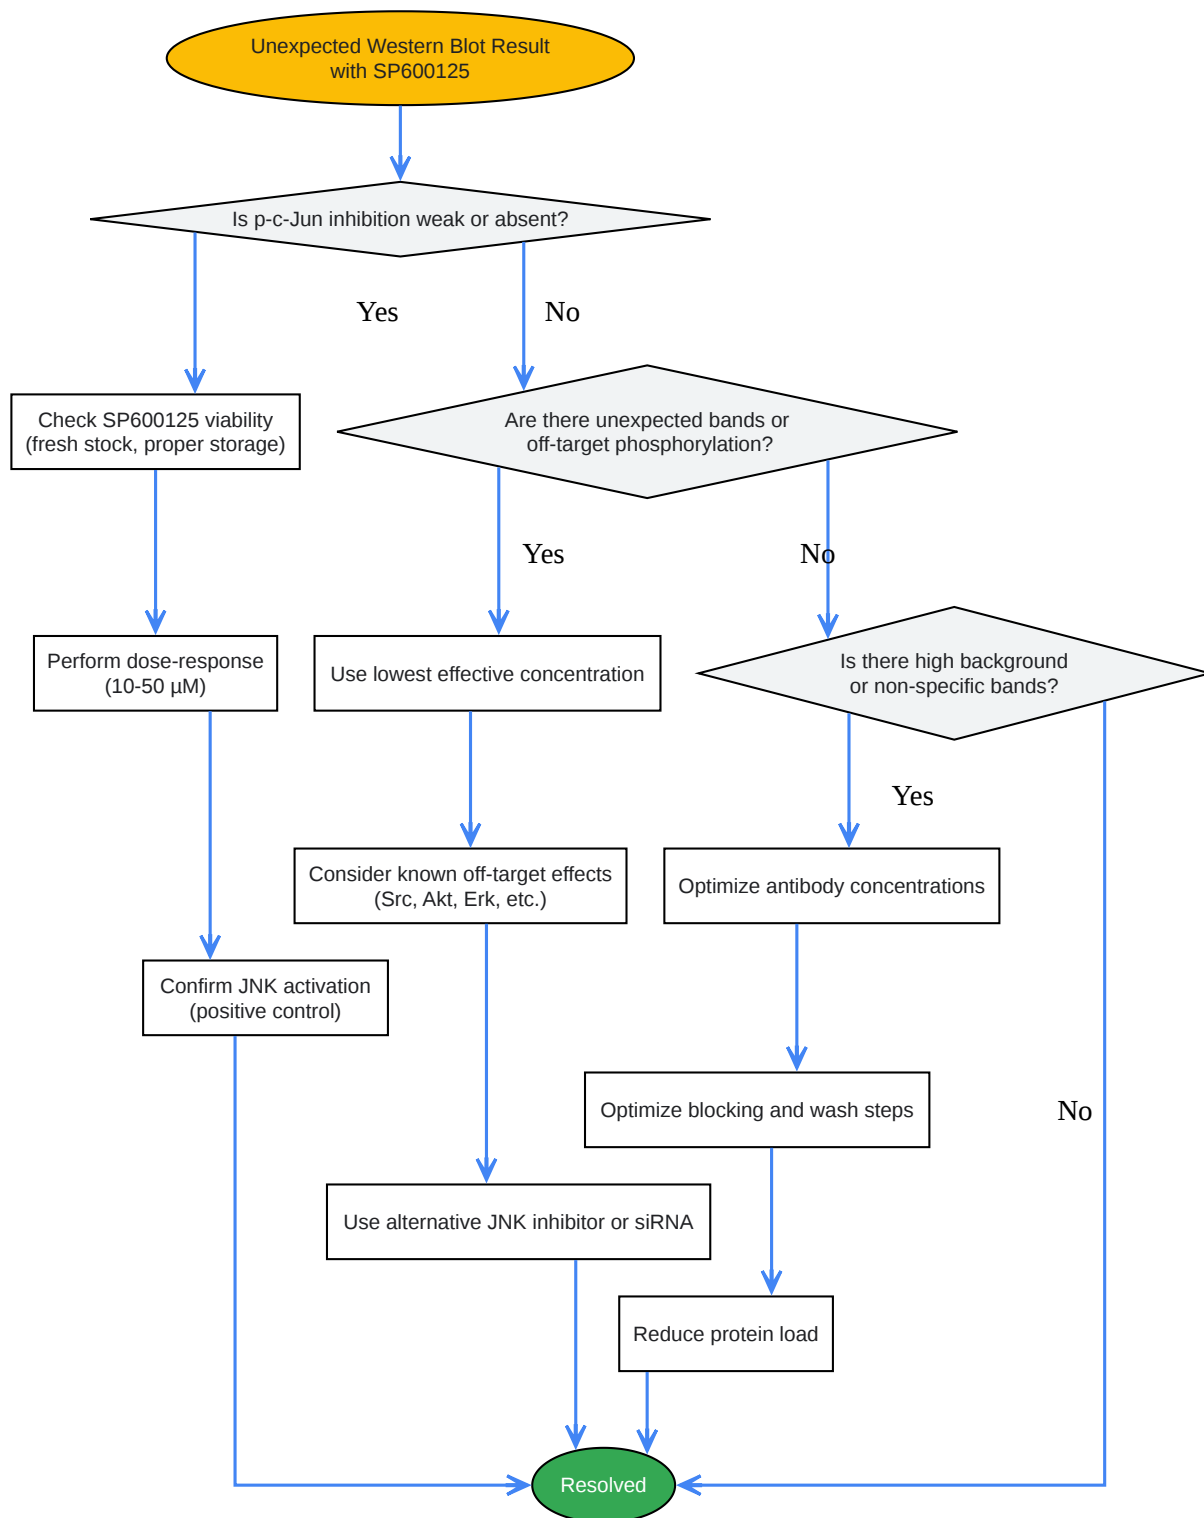 Unexpected Western Blot Result
with SP600125
Is p-c-Jun inhibition weak or absent?
Yes
No
Check SP600125 viability
(fresh stock, proper storage)
Are there unexpected bands or
off-target phosphorylation?
Yes
No
Perform dose-response
(10-50 µM)
Use lowest effective concentration
Is there high background
or non-specific bands?
Yes
Consider known off-target effects
(Src, Akt, Erk, etc.)
Optimize antibody concentrations
Confirm JNK activation
(positive control)
Optimize blocking and wash steps
No
Use alternative JNK inhibitor or siRNA
Reduce protein load
Resolved